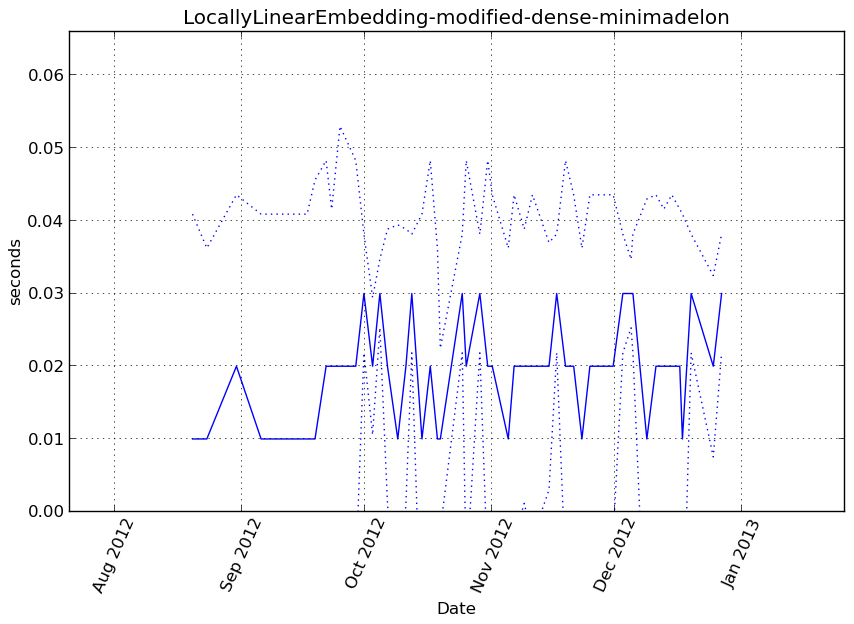 LocallyLinearEmbedding-modified-dense-minimadelon
0.06
0.05
0.04
0.03
0.02
0.01
0.00
seconds
Aug 2012
Sep 2012
Oct 2012
Nov 2012
Dec 2012
Jan 2013
Date